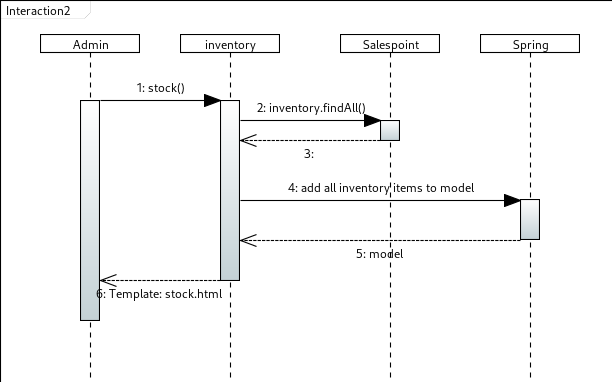 Interaction2
Admin
inventory
Salespoint
Spring
1: stock()
2: inventory.findAll()
3:
4: add all inventory items to model
5: model
6: Template: stock.html